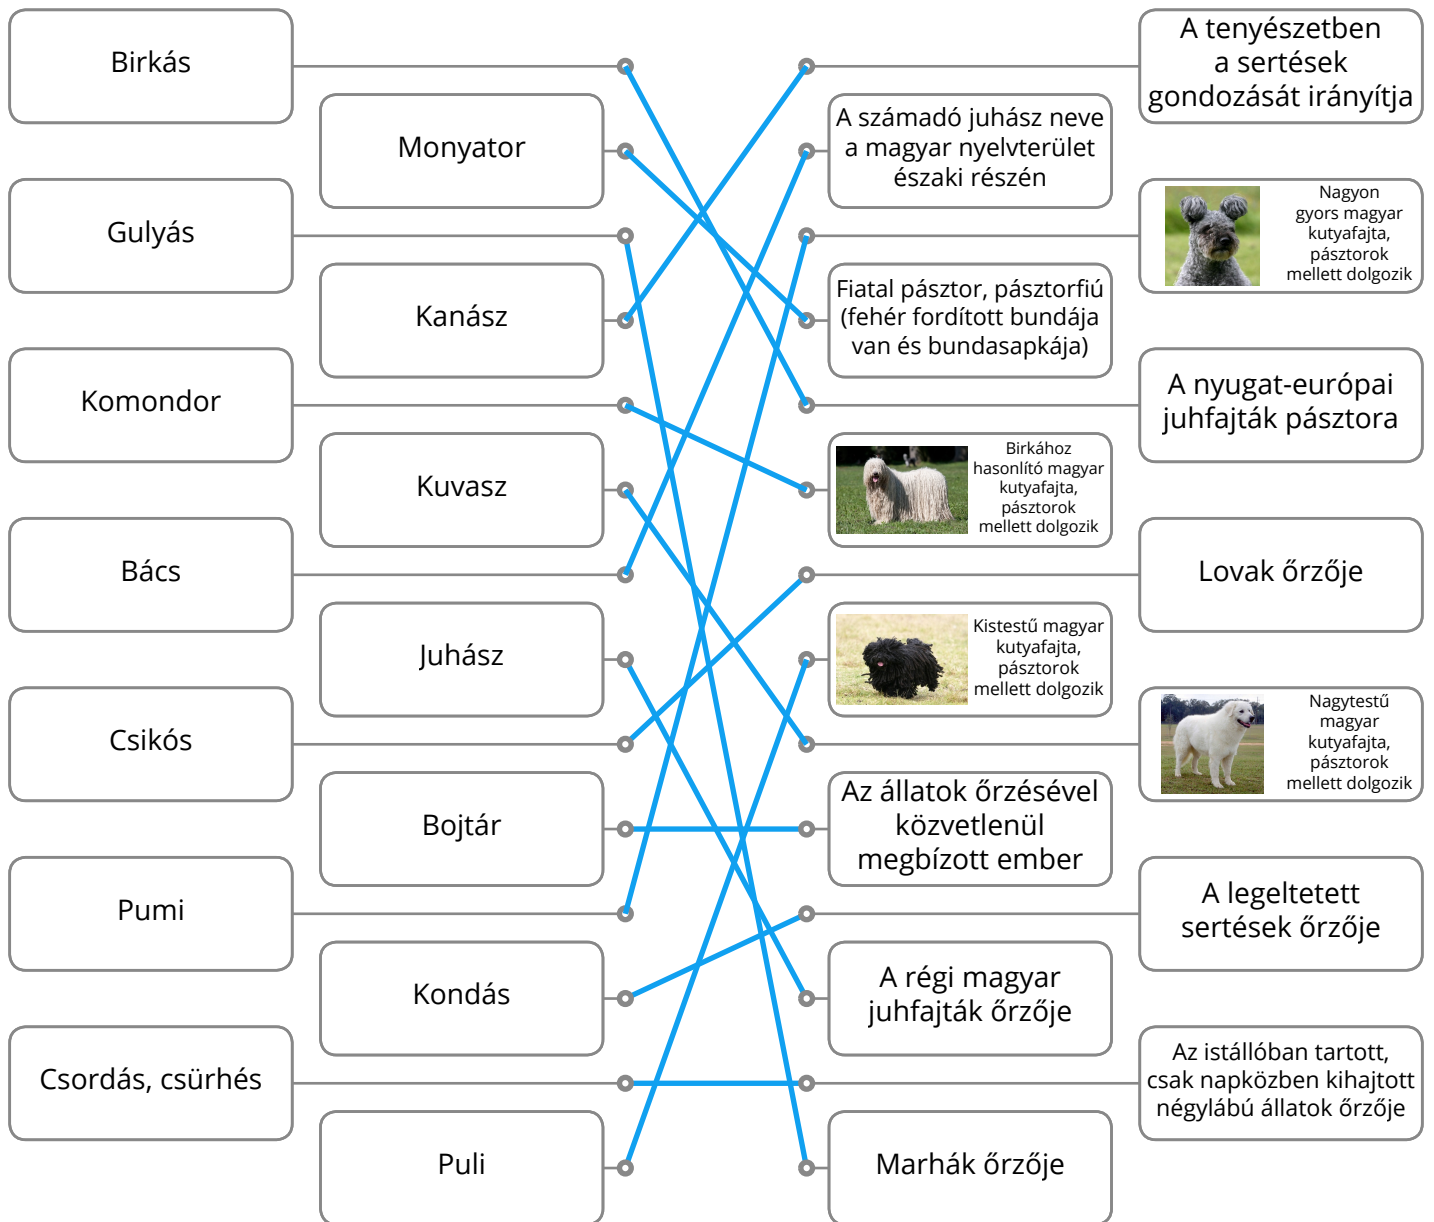 Birkás
Monyator
Gulyás
Kanász
Komondor
Kuvasz
Bács
Juhász
Csikós
Bojtár
Pumi
Kondás
Csordás, csürhés
Puli
A tenyészetben
a sertések
gondozását irányítja
A számadó juhász neve
a magyar nyelvterület
északi részén
Nagyon
gyors magyar
kutyafajta,
pásztorok
mellett dolgozik
Fiatal pásztor, pásztorfiú
(fehér fordított bundája
van és bundasapkája)
A nyugat-európai
juhfajták pásztora
Birkához
hasonlító magyar
kutyafajta,
pásztorok
mellett dolgozik
Lovak őrzője
Kistestű magyar
kutyafajta,
pásztorok
mellett dolgozik
Nagytestű
magyar
kutyafajta,
pásztorok
mellett dolgozik
Az állatok őrzésével
közvetlenül
megbízott ember
A legeltetett
sertések őrzője
A régi magyar
juhfajták őrzője
Az istállóban tartott,
csak napközben kihajtott
négylábú állatok őrzője
Marhák őrzője